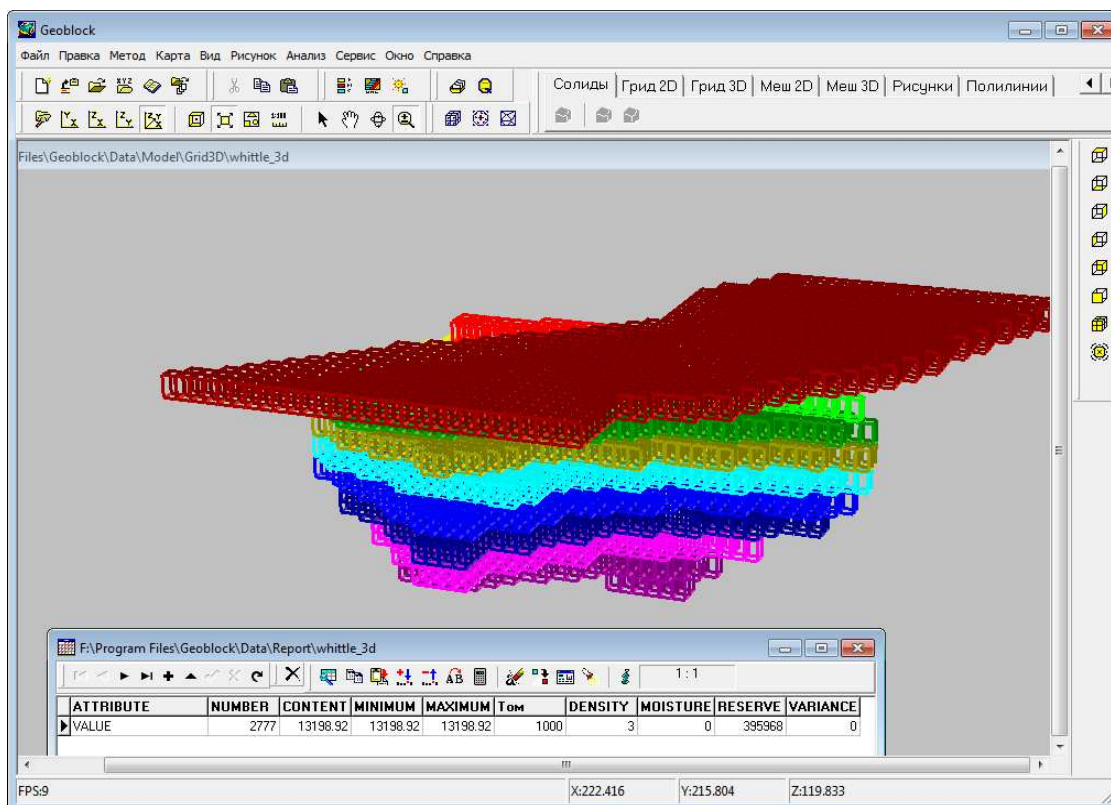 Geoblock
Файл Правка Метод Карта Вид Рисунок Анализ Сервис Окно Справка
Солиды Грид 2D Грид 3D Меш 2D Меш 3D Рисунки Полилинии
Files\Geoblock\Data\Model\Grid3D\whittle_3d
F:\Program Files\Geoblock\Data\Report\whittle_3d
1:1
ATTRIBUTE NUMBER CONTENT MINIMUM MAXIMUM Том DENSITY MOISTURE RESERVE VARIANCE
VALUE 2777 13198.92 13198.92 13198.92 1000 3 0 395968 0
FPS:9 X:222.416 Y:215.804 Z:119.833